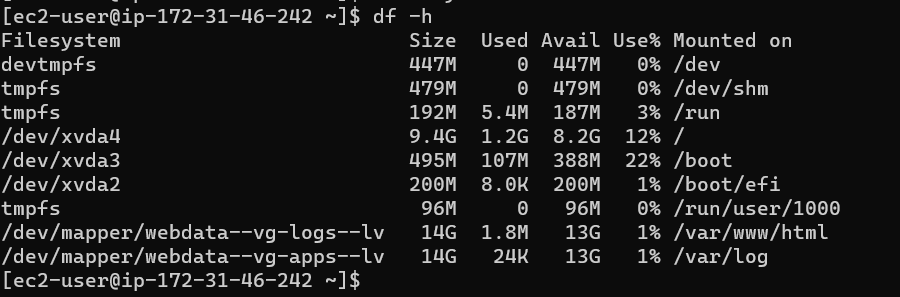 [ec2-user@ip-172-31-46-242 ~]$ df -h
Filesystem                         Size  Used Avail Use% Mounted on
devtmpfs                           447M     0  447M   0% /dev
tmpfs                              479M     0  479M   0% /dev/shm
tmpfs                              192M  5.4M  187M   3% /run
/dev/xvda4                         9.4G  1.2G  8.2G  12% /
/dev/xvda3                         495M  107M  388M  22% /boot
/dev/xvda2                         200M  8.0K  200M   1% /boot/efi
tmpfs                               96M     0   96M   0% /run/user/1000
/dev/mapper/webdata--vg-logs--lv    14G  1.8M   13G   1% /var/www/html
/dev/mapper/webdata--vg-apps--lv    14G   24K   13G   1% /var/log
[ec2-user@ip-172-31-46-242 ~]$